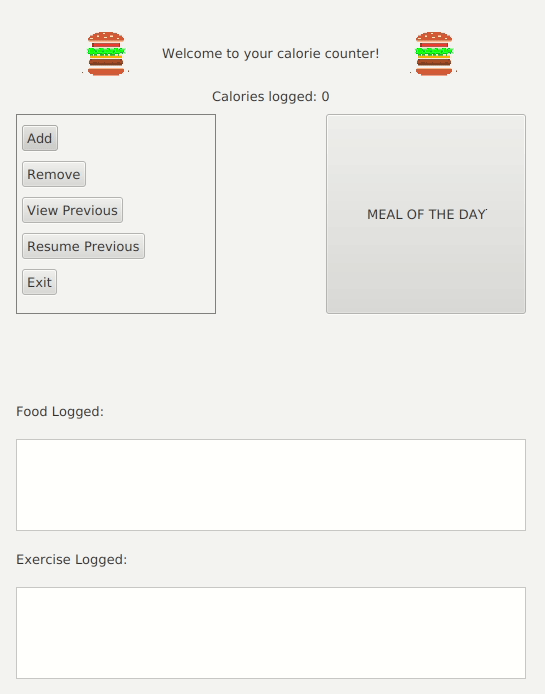 Welcome to your calorie counter!
Calories logged: 0
Add
Remove
View Previous
Resume Previous
Exit
MEAL OF THE DAY
Food Logged:
Exercise Logged: